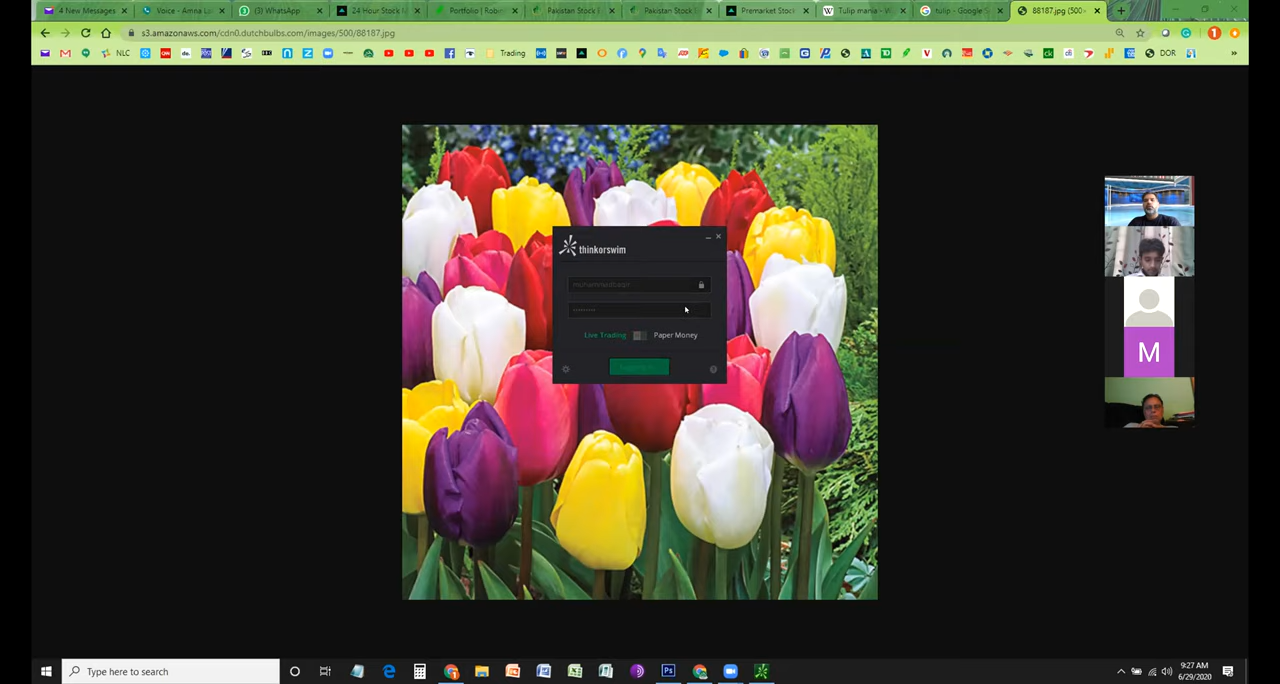 4 New Messages
Voice - Amna La
(3) WhatsApp
24 Hour Stock M
Portfolio | Robi
Pakistan Stock E
Pakistan Stock E
Premarket Stock
Tulip mania - W
tulip - Google S
88187.jpg (500×
s3.amazonaws.com/cdn0.dutchbulbs.com/images/500/88187.jpg
NLC
Trading
DOR
thinkorswim
Live Trading
Paper Money
M
Type here to search
9:27 AM
6/29/2020